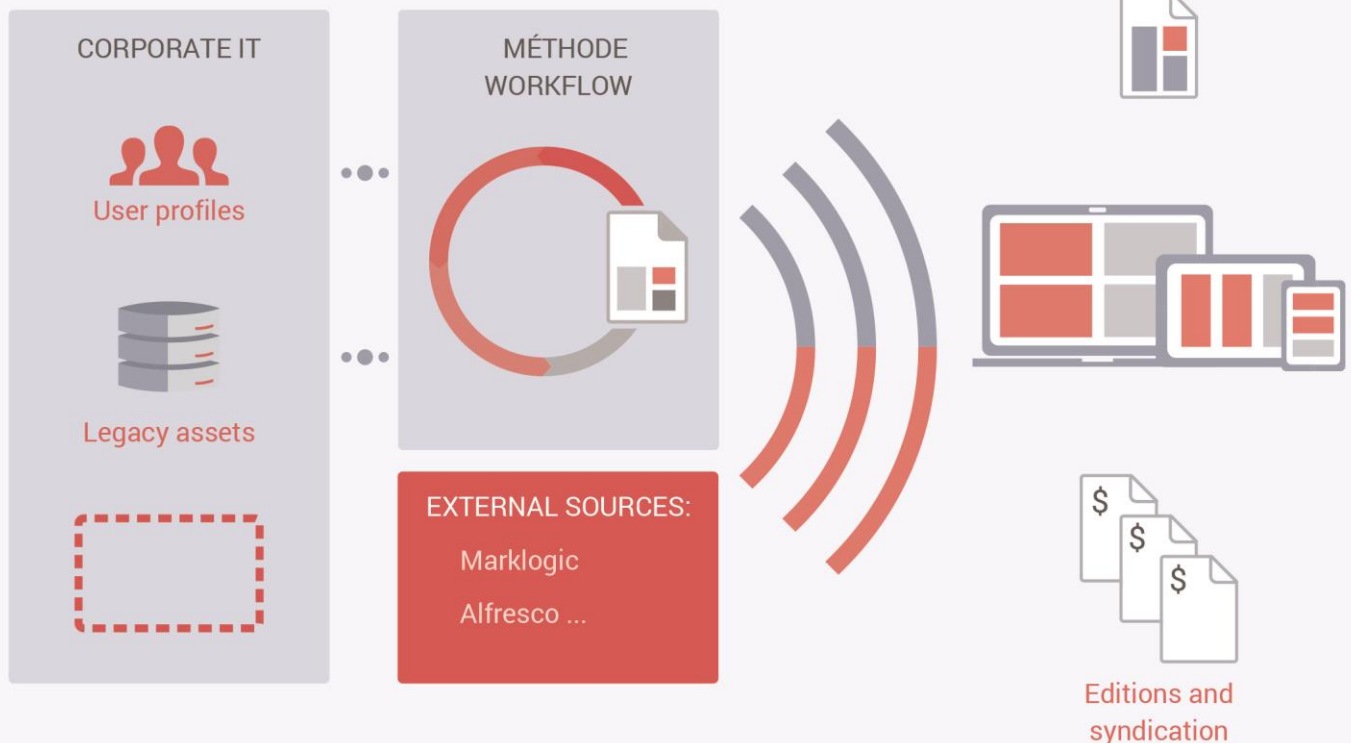 CORPORATE IT
User profiles
Legacy assets
MÉTHODE
WORKFLOW
EXTERNAL SOURCES:
Marklogic
Alfresco ...
$
$
$
Editions and
syndication